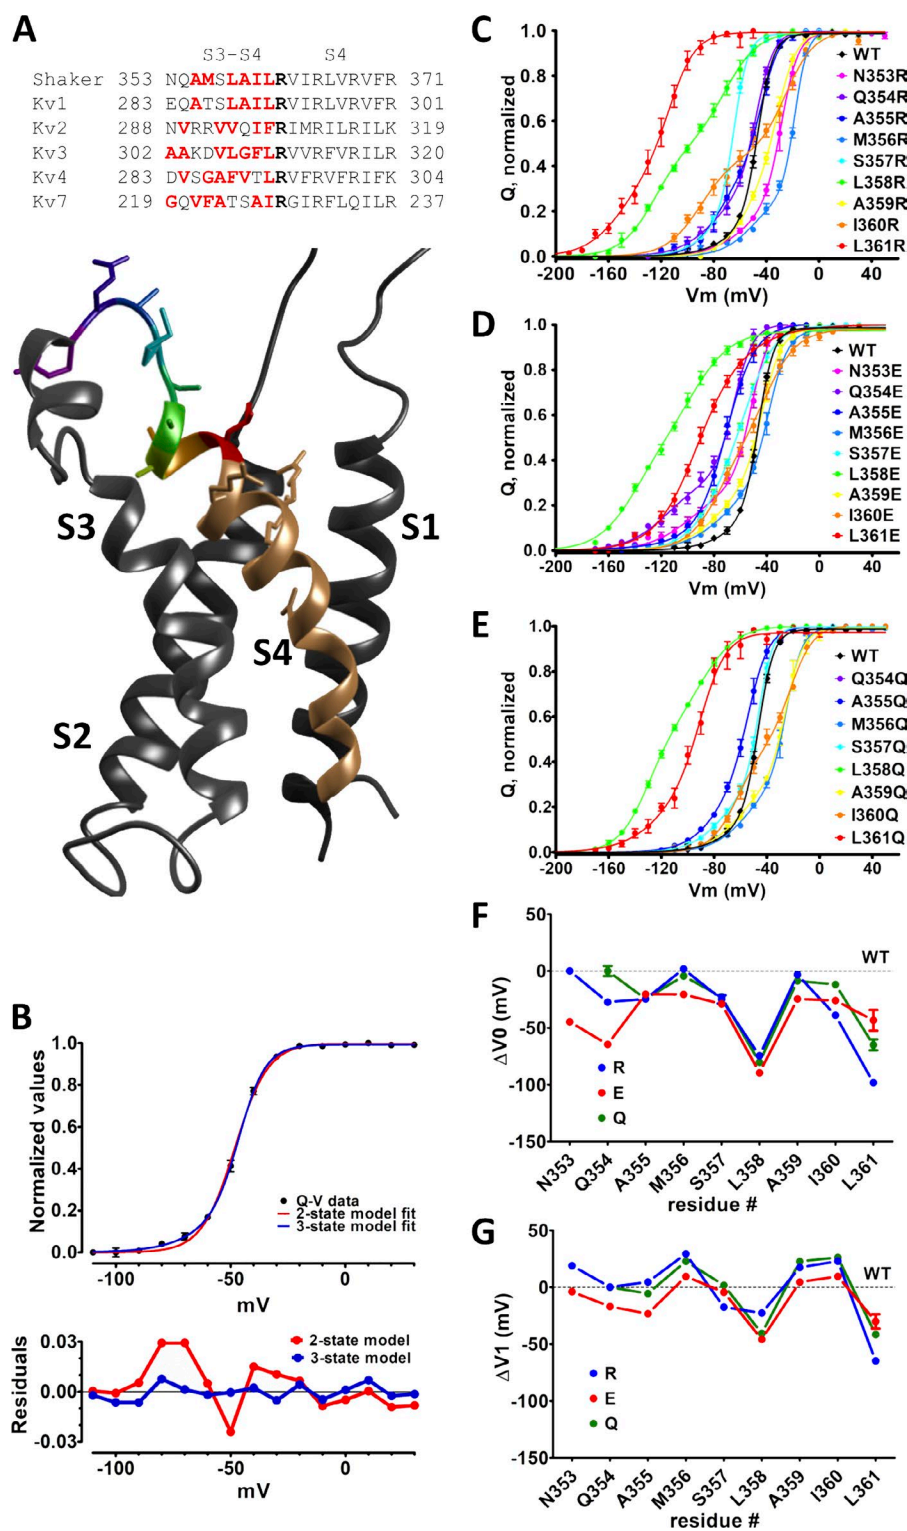 A
S3-S4 S4
Shaker 353 NQAMSLAILRVIRLVRVFR 371
Kv1 283 EQATSLAILRVIRLVRVFR 301
Kv2 288 NVRRVVQIFRIMRILRILK 319
Kv3 302 AAKDVLGFLRVVRFVRILR 320
Kv4 283 DVSGAFVTLRVFRVFRIFK 304
Kv7 219 GQVFATSAIRGIRFLQILR 237
S3
S1
S4
S2
B
Normalized values
1.0
0.8
0.6
0.4
0.2
0.0
Q-V data
2-state model fit
3-state model fit
-100 -50 0
mV
Residuals
0.03
0.00
-0.03
2-state model
3-state model
-100 -50 0
mV
C
Q, normalized
1.0
0.8
0.6
0.4
0.2
0.0
WT
N353R
Q354R
A355R
M356R
S357R
L358R
A359R
I360R
L361R
-200 -160 -120 -80 -40 0 40
Vm (mV)
D
Q, normalized
1.0
0.8
0.6
0.4
0.2
0.0
WT
N353E
Q354E
A355E
M356E
S357E
L358E
A359E
I360E
L361E
-200 -160 -120 -80 -40 0 40
Vm (mV)
E
Q, normalized
1.0
0.8
0.6
0.4
0.2
0.0
WT
Q354Q
A355Q
M356Q
S357Q
L358Q
A359Q
I360Q
L361Q
-200 -160 -120 -80 -40 0 40
Vm (mV)
F
ΔV0 (mV)
50
0
-50
-100
-150
WT
R
E
Q
N353 Q354 A355 M356 S357 L358 A359 I360 L361
residue #
G
ΔV1 (mV)
50
0
-50
-100
-150
WT
R
E
Q
N353 Q354 A355 M356 S357 L358 A359 I360 L361
residue #